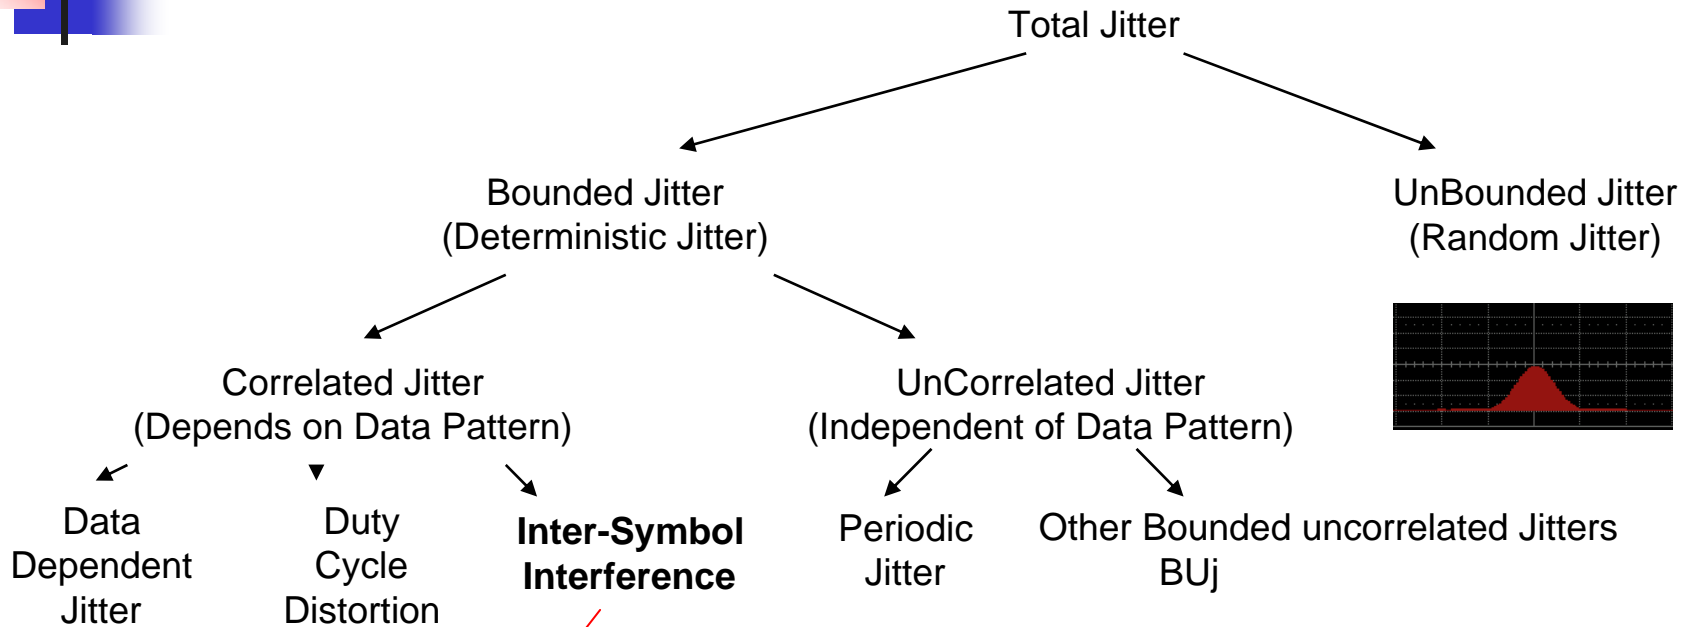 Total Jitter
Bounded Jitter
(Deterministic Jitter)
UnBounded Jitter
(Random Jitter)
Correlated Jitter
(Depends on Data Pattern)
UnCorrelated Jitter
(Independent of Data Pattern)
Data
Dependent
Jitter
Duty
Cycle
Distortion
Inter-Symbol
Interference
Periodic
Jitter
Other Bounded uncorrelated Jitters
BUj